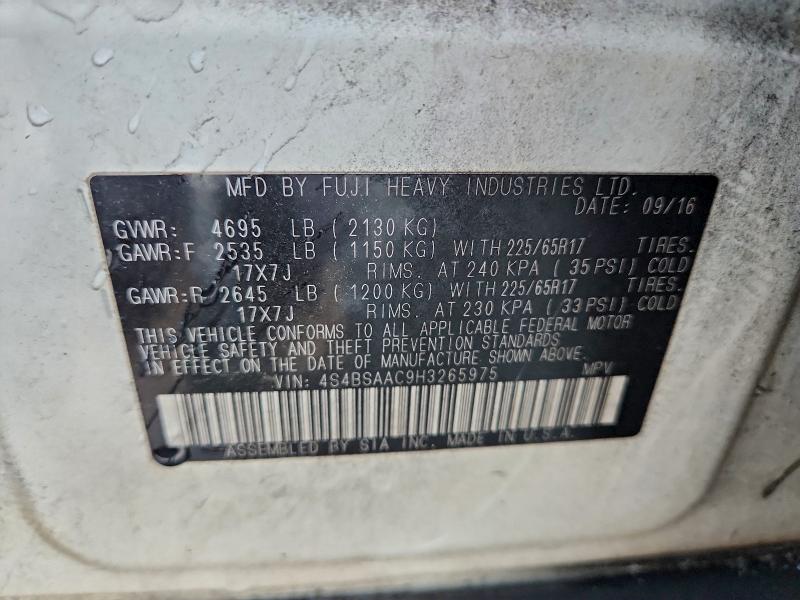 MFD BY FUJI HEAVY INDUSTRIES LTD.
DATE: 09/16
GVWR: 4695 LB ( 2130 KG)
GAWR:F 2535 LB ( 1150 KG) WITH 225/65R17 TIRES.
17X7J RIMS. AT 240 KPA ( 35 PSI) COLD
GAWR:R 2645 LB ( 1200 KG) WITH 225/65R17 TIRES.
17X7J RIMS. AT 230 KPA ( 33 PSI) COLD
THIS VEHICLE CONFORMS TO ALL APPLICABLE FEDERAL MOTOR
VEHICLE SAFETY AND THEFT PREVENTION STANDARDS
IN EFFECT ON THE DATE OF MANUFACTURE SHOWN ABOVE.
VIN: 4S4BSAAC9H3265975 MPV
ASSEMBLED BY SIA INC. MADE IN U.S.A.